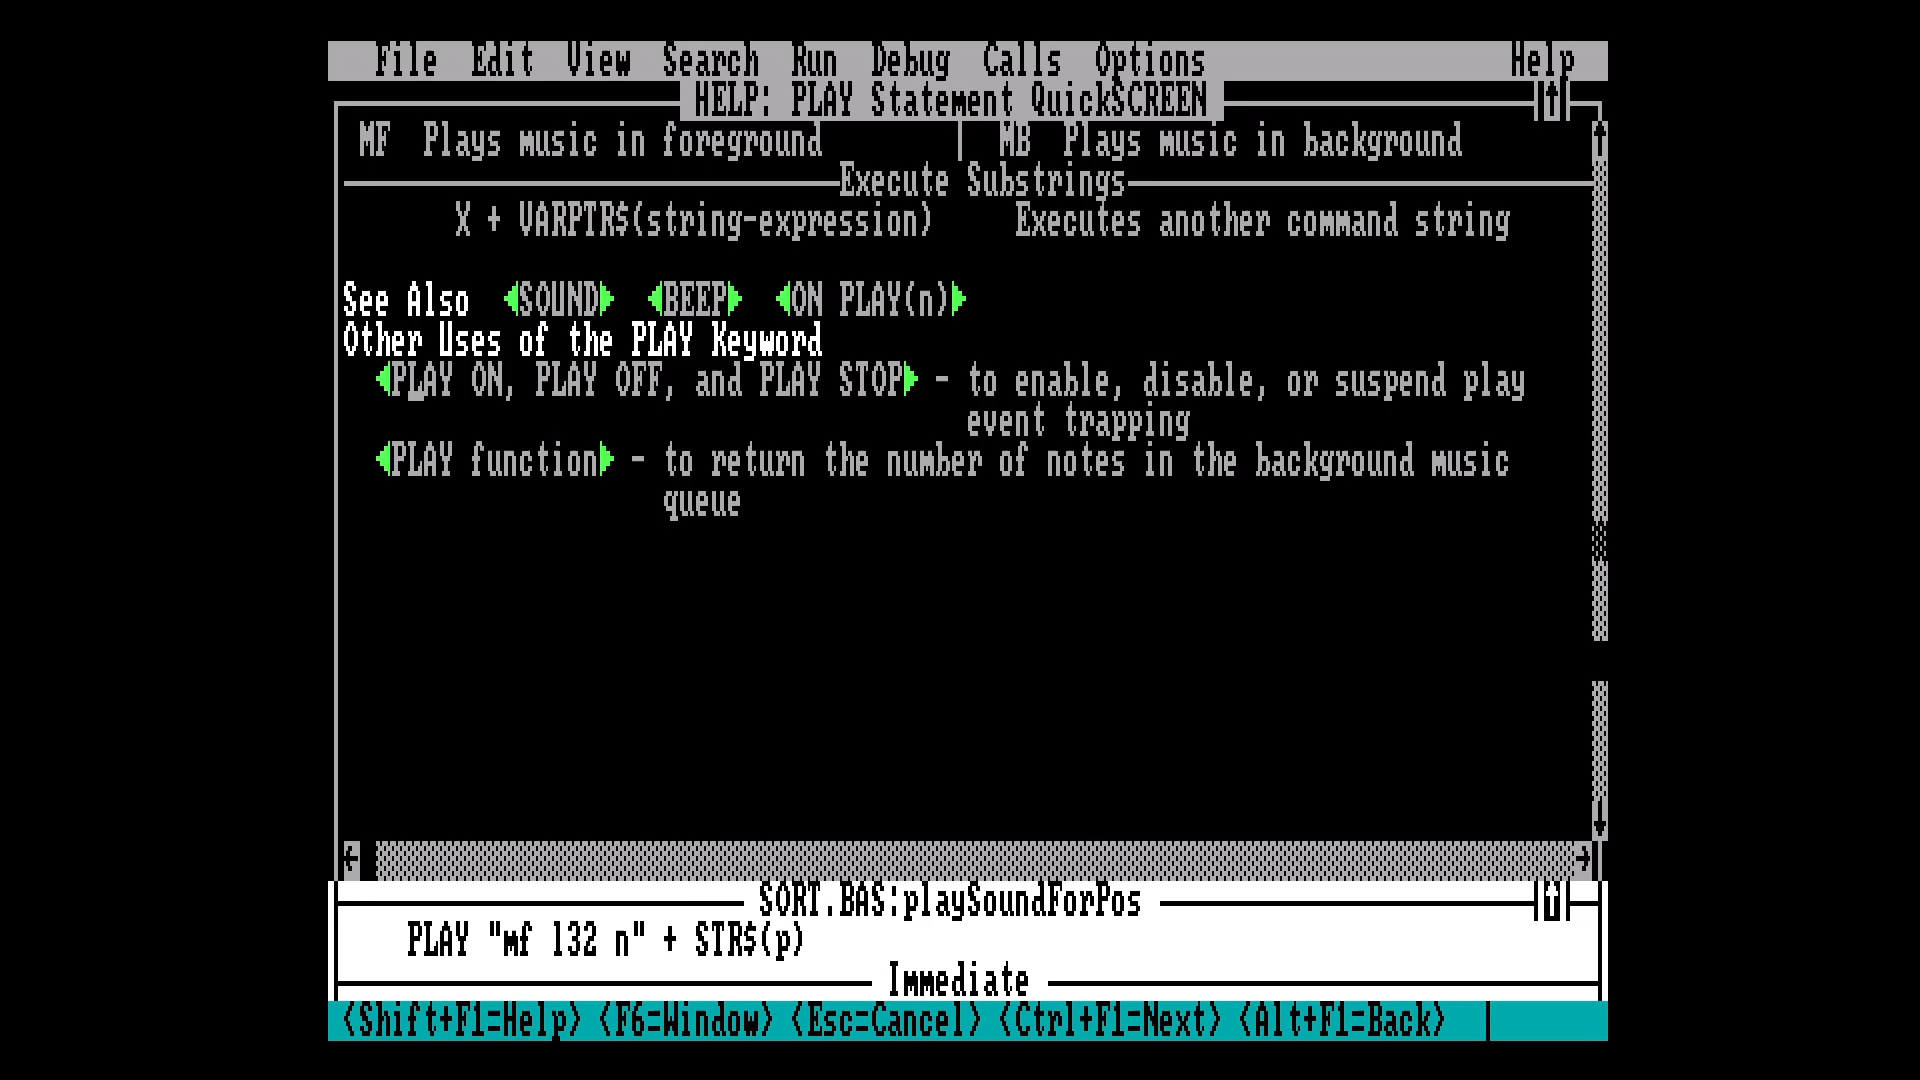 File Edit View Search Run Debug Calls Options Help
HELP: PLAY Statement QuickSCREEN ↑
MF Plays music in foreground | MB Plays music in background
Execute Substrings
X + VARPTR$(string-expression) Executes another command string
See Also ◄SOUND► ◄BEEP► ◄ON PLAY(n)►
Other Uses of the PLAY Keyword
◄PLAY ON, PLAY OFF, and PLAY STOP► - to enable, disable, or suspend play
event trapping
◄PLAY function► - to return the number of notes in the background music
queue
SORT.BAS:playSoundForPos ↑
PLAY "mf l32 n" + STR$(p)
Immediate
<Shift+F1=Help> <F6=Window> <Esc=Cancel> <Ctrl+F1=Next> <Alt+F1=Back>